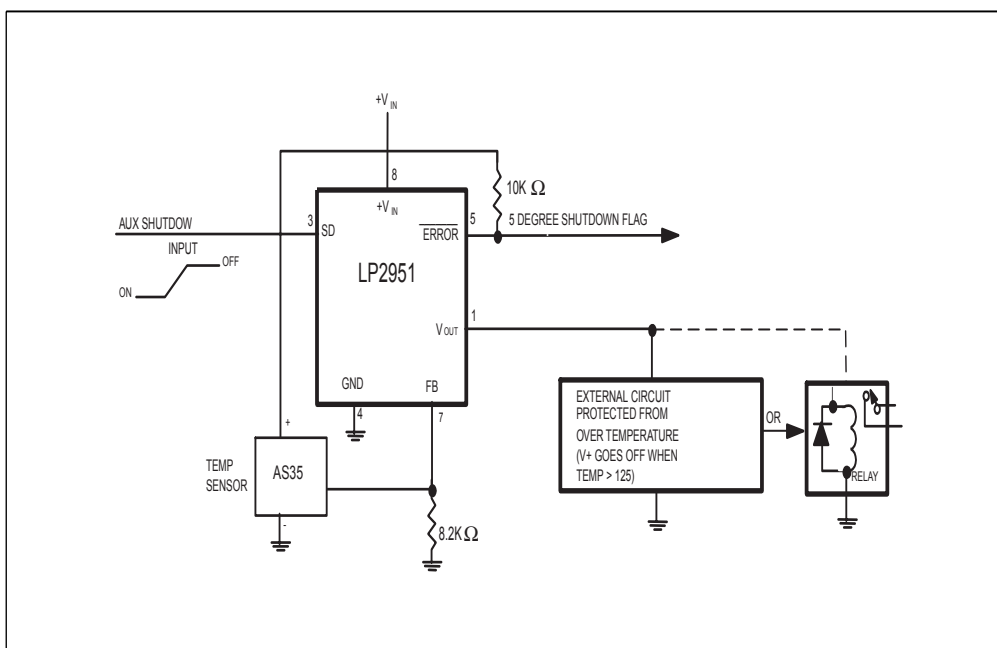 +V IN
8
10K Ω
+V IN
AUX SHUTDOW
3
SD
5
5 DEGREE SHUTDOWN FLAG
ERROR
INPUT
OFF
ON
LP2951
1
V OUT
GND
FB
4
7
EXTERNAL CIRCUIT
PROTECTED FROM
OVER TEMPERATURE
(V+ GOES OFF WHEN
TEMP > 125)
OR
RELAY
+
TEMP
SENSOR
AS35
-
8.2K Ω